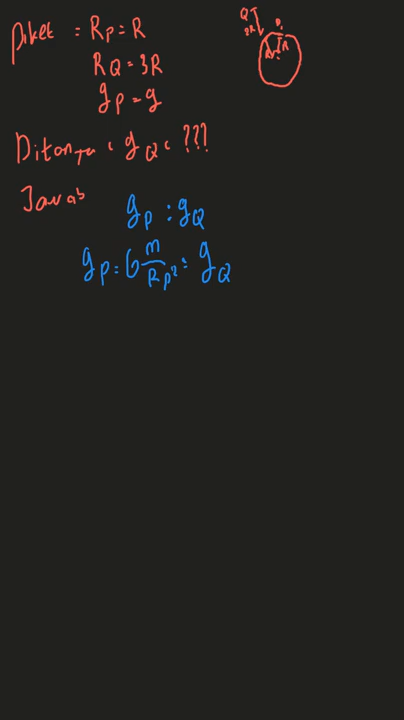 Diket = Rp = R
RQ = 3R
gp = g
Ditanya : gQ = ???
Jawab
gp : gQ
gp = G m/Rp² = gQ
Q
P
R